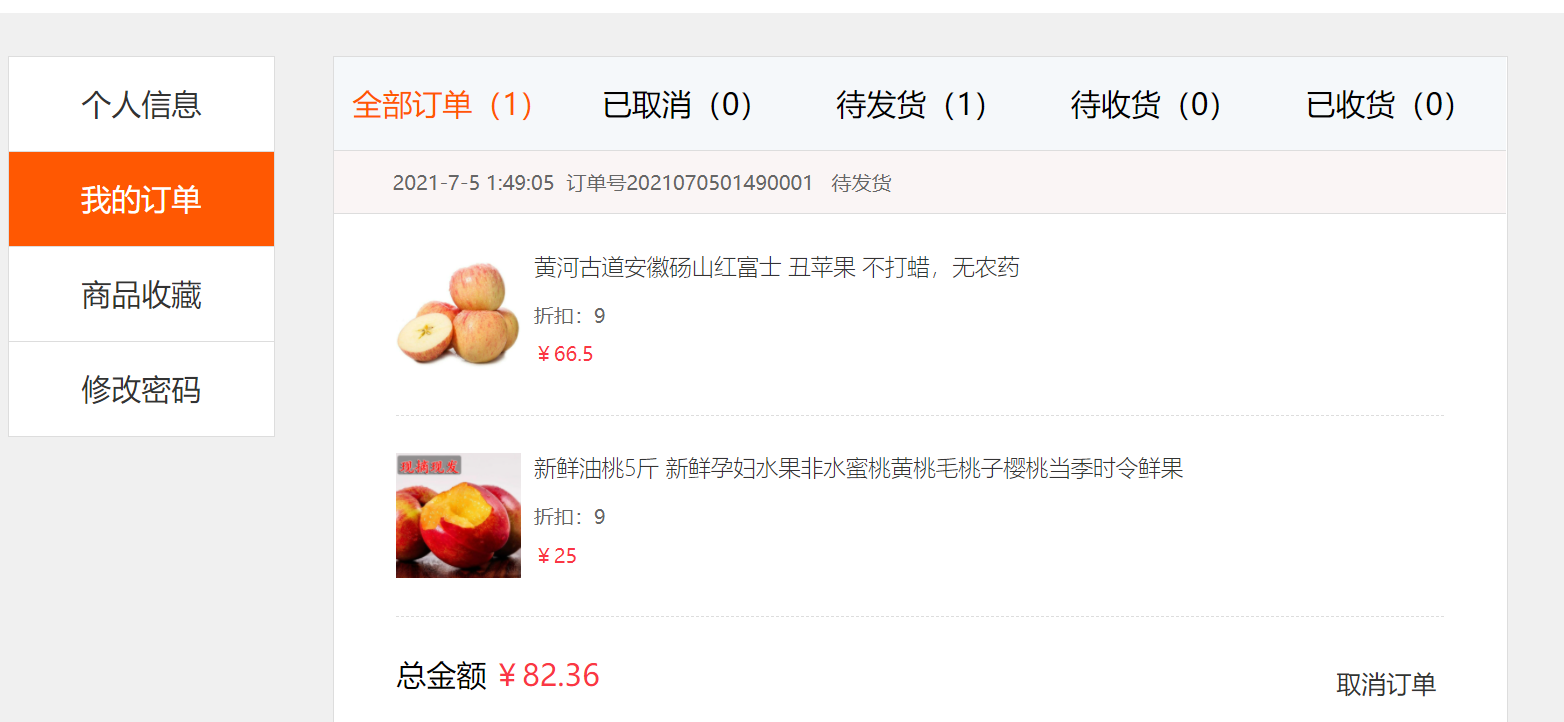 个人信息
我的订单
商品收藏
修改密码
全部订单（1） 已取消（0） 待发货（1） 待收货（0） 已收货（0）
2021-7-5 1:49:05 订单号2021070501490001 待发货
黄河古道安徽砀山红富士 丑苹果 不打蜡，无农药
折扣：9
￥66.5
现摘现发
新鲜油桃5斤 新鲜孕妇水果非水蜜桃黄桃毛桃子樱桃当季时令鲜果
折扣：9
￥25
总金额 ￥82.36
取消订单